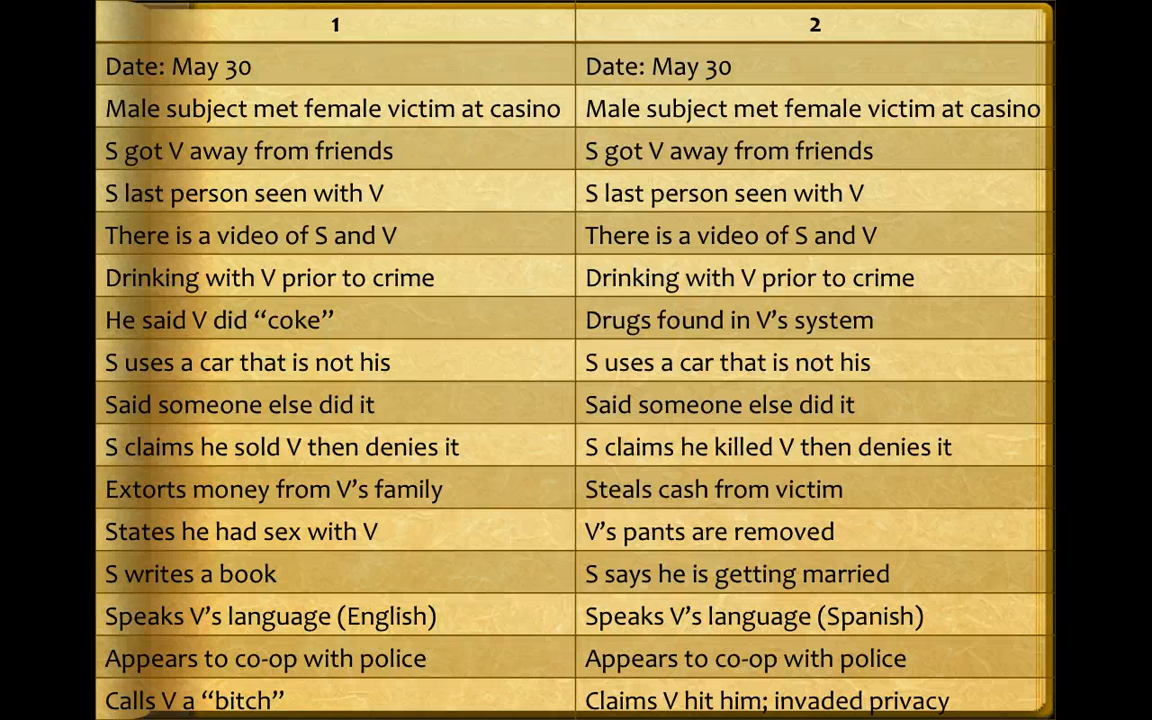 1 2
Date: May 30 Date: May 30
Male subject met female victim at casino Male subject met female victim at casino
S got V away from friends S got V away from friends
S last person seen with V S last person seen with V
There is a video of S and V There is a video of S and V
Drinking with V prior to crime Drinking with V prior to crime
He said V did “coke” Drugs found in V’s system
S uses a car that is not his S uses a car that is not his
Said someone else did it Said someone else did it
S claims he sold V then denies it S claims he killed V then denies it
Extorts money from V’s family Steals cash from victim
States he had sex with V V’s pants are removed
S writes a book S says he is getting married
Speaks V’s language (English) Speaks V’s language (Spanish)
Appears to co-op with police Appears to co-op with police
Calls V a “bitch” Claims V hit him; invaded privacy